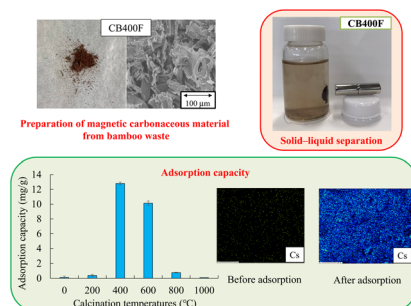 CB400F
100 μm
Preparation of magnetic carbonaceous material
from bamboo waste
CB400F
Solid–liquid separation
Adsorption capacity
Adsorption capacity (mg/g)
14
12
10
8
6
4
2
0
0 200 400 600 800 1000
Calcination temperatures (℃)
Cs
Before adsorption
Cs
After adsorption